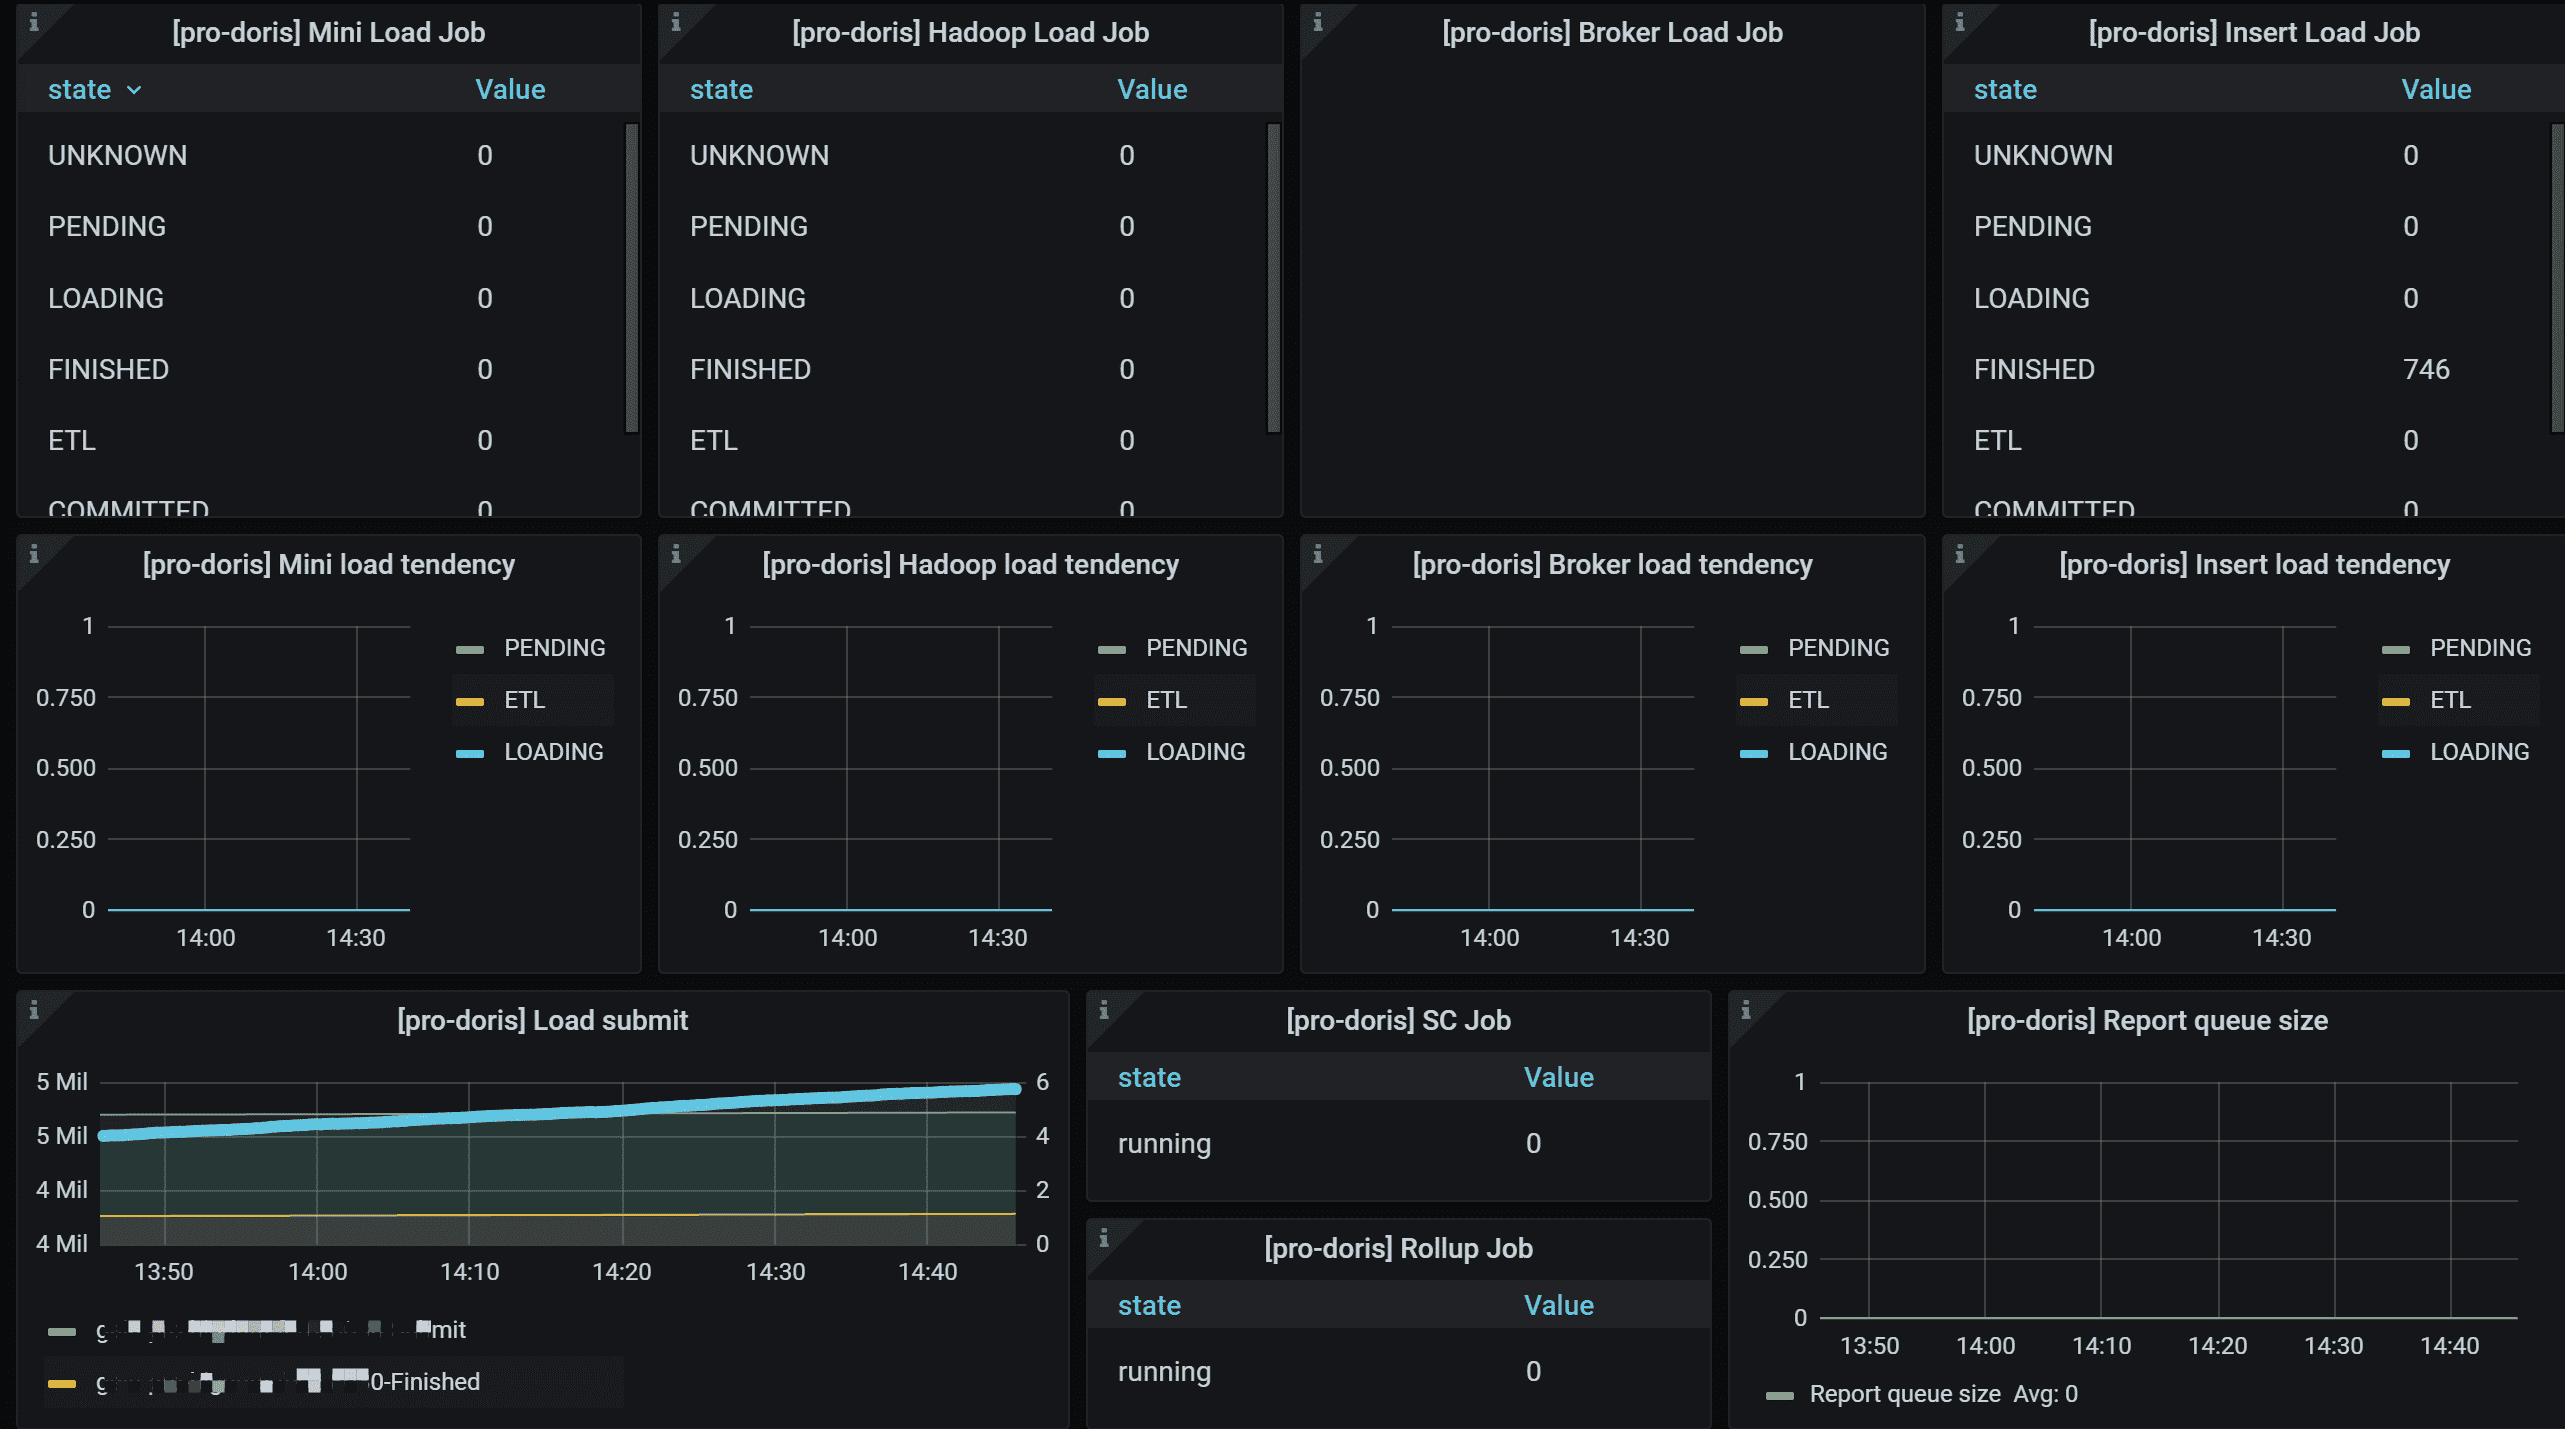 [pro-doris] Mini Load Job
state Value
UNKNOWN 0
PENDING 0
LOADING 0
FINISHED 0
ETL 0
COMMITTED 0
[pro-doris] Hadoop Load Job
state Value
UNKNOWN 0
PENDING 0
LOADING 0
FINISHED 0
ETL 0
COMMITTED 0
[pro-doris] Broker Load Job
[pro-doris] Insert Load Job
state Value
UNKNOWN 0
PENDING 0
LOADING 0
FINISHED 746
ETL 0
COMMITTED 0
[pro-doris] Mini load tendency
1
0.750
0.500
0.250
0
14:00 14:30
PENDING
ETL
LOADING
[pro-doris] Hadoop load tendency
1
0.750
0.500
0.250
0
14:00 14:30
PENDING
ETL
LOADING
[pro-doris] Broker load tendency
1
0.750
0.500
0.250
0
14:00 14:30
PENDING
ETL
LOADING
[pro-doris] Insert load tendency
1
0.750
0.500
0.250
0
14:00 14:30
PENDING
ETL
LOADING
[pro-doris] Load submit
5 Mil 6
5 Mil 4
4 Mil 2
4 Mil 0
13:50 14:00 14:10 14:20 14:30 14:40
mit
0-Finished
[pro-doris] SC Job
state Value
running 0
[pro-doris] Rollup Job
state Value
running 0
[pro-doris] Report queue size
1
0.750
0.500
0.250
0
13:50 14:00 14:10 14:20 14:30 14:40
Report queue size Avg: 0